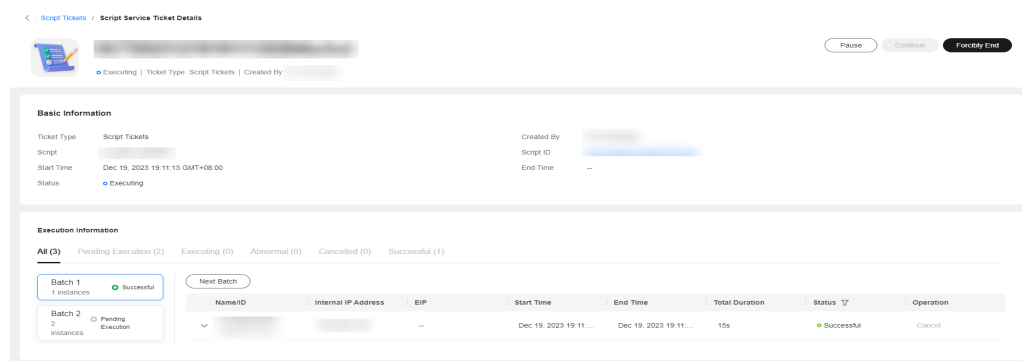 Script Tickets / Script Service Ticket Details
Pause Continue Forcibly End
Executing | Ticket Type Script Tickets | Created By
Basic Information
Ticket Type Script Tickets Created By
Script Script ID
Start Time Dec 19, 2023 19:11:13 GMT+08:00 End Time --
Status Executing
Execution Information
All (3) Pending Execution (2) Executing (0) Abnormal (0) Cancelled (0) Successful (1)
Batch 1
1 instances
Successful
Next Batch
Name/ID Internal IP Address EIP Start Time End Time Total Duration Status Operation
Batch 2
2
instances
Pending
Execution
-- Dec 19, 2023 19:11:... Dec 19, 2023 19:11:... 15s Successful Cancel